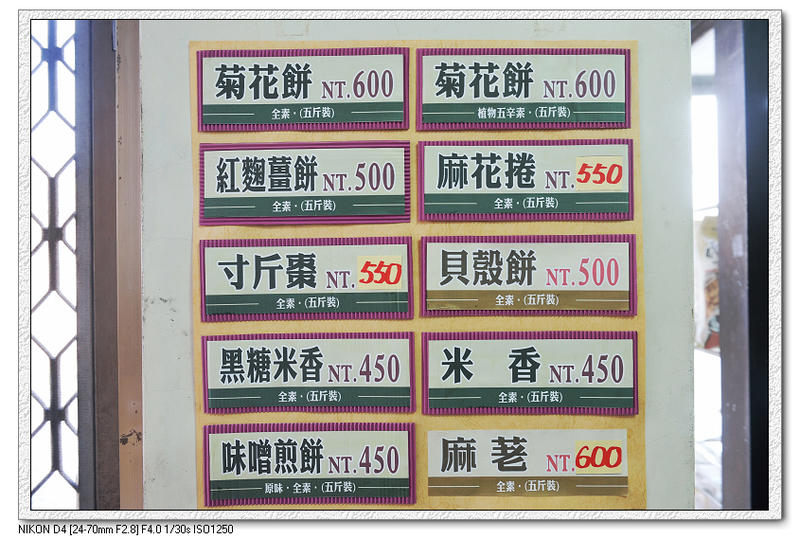 菊花餅 NT.600
全素・(五斤裝)
菊花餅 NT.600
植物五辛素・(五斤裝)
紅麴薑餅 NT.500
全素・(五斤裝)
麻花捲 NT.550
全素・(五斤裝)
寸斤棗 NT.550
全素・(五斤裝)
貝殼餅 NT.500
全素・(五斤裝)
黑糖米香 NT.450
全素・(五斤裝)
米 香 NT.450
全素・(五斤裝)
味噌煎餅 NT.450
原味・全素・(五斤裝)
麻荖 NT.600
全素・(五斤裝)
NIKON D4 [24-70mm F2.8] F4.0 1/30s ISO1250